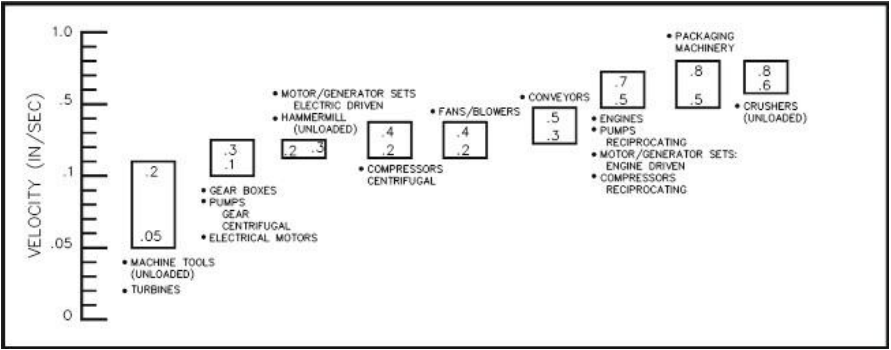 VELOCITY (IN/SEC)
1.0
.5
.1
.05
0
.2
.05
• MACHINE TOOLS
(UNLOADED)
• TURBINES
.3
.1
• GEAR BOXES
• PUMPS
GEAR
CENTRIFUGAL
• ELECTRICAL MOTORS
• MOTOR/GENERATOR SETS
ELECTRIC DRIVEN
• HAMMERMILL
(UNLOADED)
.2 .3
.4
.2
• COMPRESSORS
CENTRIFUGAL
• FANS/BLOWERS
.4
.2
• CONVEYORS
.5
.3
.7
.5
• ENGINES
• PUMPS
RECIPROCATING
• MOTOR/GENERATOR SETS:
ENGINE DRIVEN
• COMPRESSORS
RECIPROCATING
• PACKAGING
MACHINERY
.8
.5
.8
.6
• CRUSHERS
(UNLOADED)